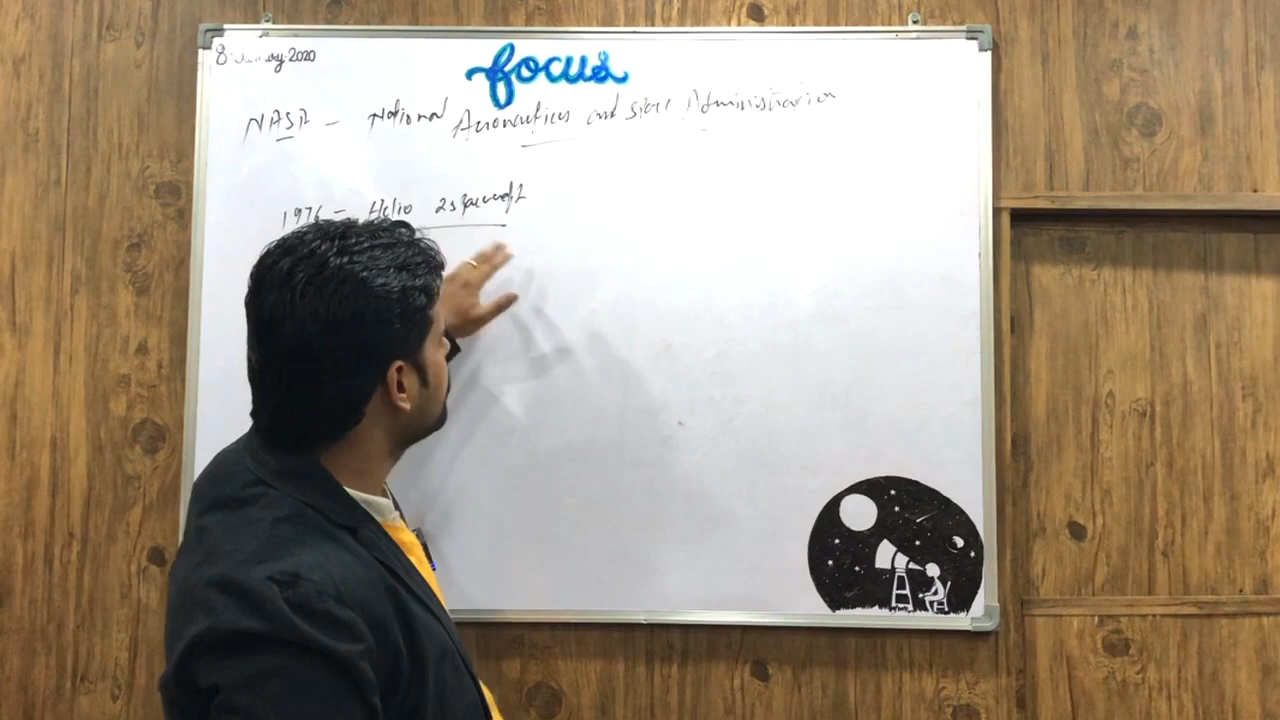 8 January 2020
focus
NASA - National Aeronautics and space Administration
1976 - Helio 2 spacecraft